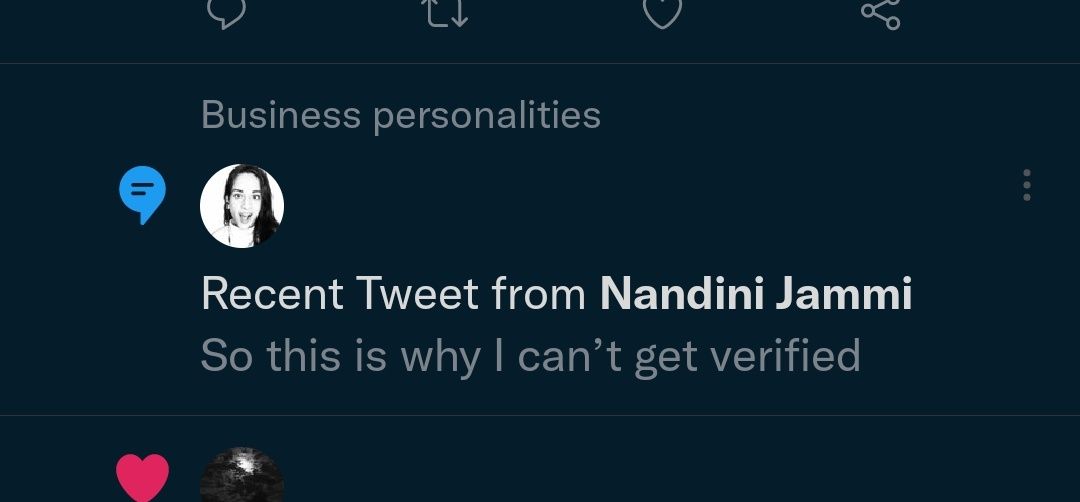 Business personalities
Recent Tweet from Nandini Jammi
So this is why I can’t get verified